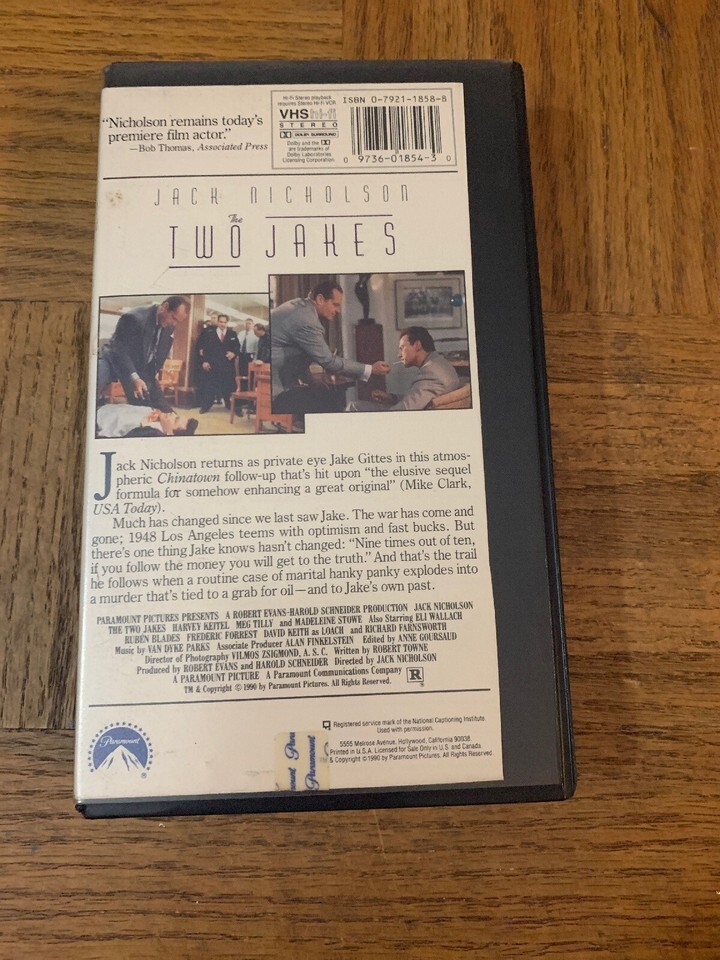 "Nicholson remains today's
premiere film actor."
—Bob Thomas, Associated Press
Hi-Fi Stereo playback
requires Stereo Hi-Fi VCR
VHS hi-fi
STEREO
DOLBY SURROUND
Dolby and the
are trademarks of
Dolby Laboratories
Licensing Corporation.
ISBN 0-7921-1858-8
0 9736-01854-3 0
JACK NICHOLSON
The
TWO JAKES
Jack Nicholson returns as private eye Jake Gittes in this atmos-
pheric Chinatown follow-up that's hit upon "the elusive sequel
formula for somehow enhancing a great original" (Mike Clark,
USA Today).
Much has changed since we last saw Jake. The war has come and
gone; 1948 Los Angeles teems with optimism and fast bucks. But
there's one thing Jake knows hasn't changed: "Nine times out of ten,
if you follow the money you will get to the truth." And that's the trail
he follows when a routine case of marital hanky panky explodes into
a murder that's tied to a grab for oil—and to Jake's own past.
PARAMOUNT PICTURES PRESENTS A ROBERT EVANS-HAROLD SCHNEIDER PRODUCTION JACK NICHOLSON
THE TWO JAKES HARVEY KEITEL MEG TILLY and MADELEINE STOWE Also Starring ELI WALLACH
RUBEN BLADES FREDERIC FORREST DAVID KEITH as LOACH and RICHARD FARNSWORTH
Music by VAN DYKE PARKS Associate Producer ALAN FINKELSTEIN Edited by ANNE GOURSAUD
Director of Photography VILMOS ZSIGMOND, A. S. C. Written by ROBERT TOWNE
Produced by ROBERT EVANS and HAROLD SCHNEIDER Directed by JACK NICHOLSON
A PARAMOUNT PICTURE A Paramount Communications Company R
TM & Copyright © 1990 by Paramount Pictures. All Rights Reserved.
Paramount
Registered service mark of the National Captioning Institute.
Used with permission.
5555 Melrose Avenue, Hollywood, California 90038.
Printed in U.S.A. Licensed for Sale Only in U.S. and Canada.
& Copyright © 1990 by Paramount Pictures. All Rights Reserved.
Paramount